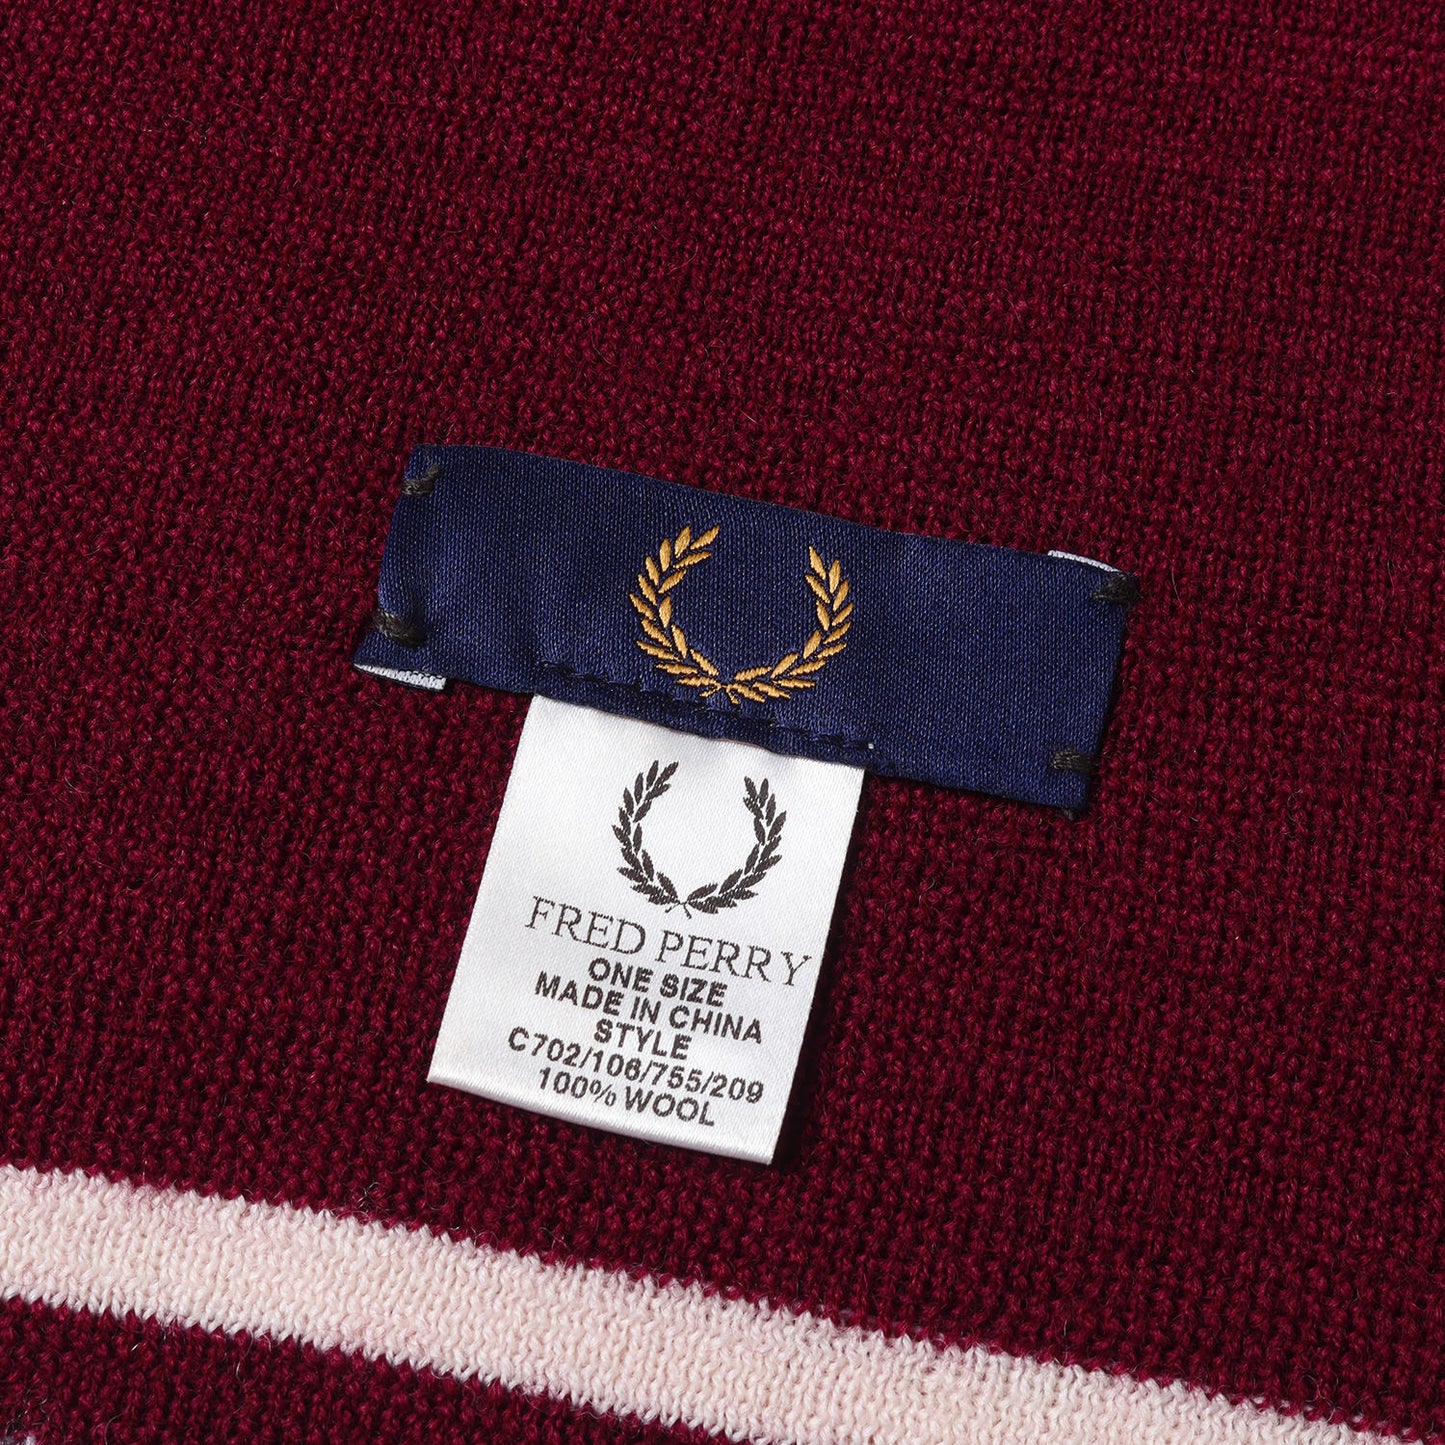 FRED PERRY
ONE SIZE
MADE IN CHINA
STYLE
C702/106/755/209
100% WOOL